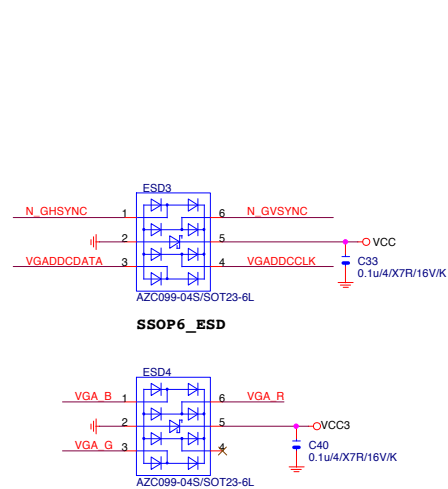 ESD3
N_GHSYNC 1 6 N_GVSYNC
2 5 VCC
VGADDCDATA 3 4 VGADDCCLK C33
0.1u/4/X7R/16V/K
AZC099-04S/SOT23-6L
SSOP6_ESD
ESD4
VGA_B 1 6 VGA_R
2 5 VCC3
VGA_G 3 4 C40
0.1u/4/X7R/16V/K
AZC099-04S/SOT23-6L